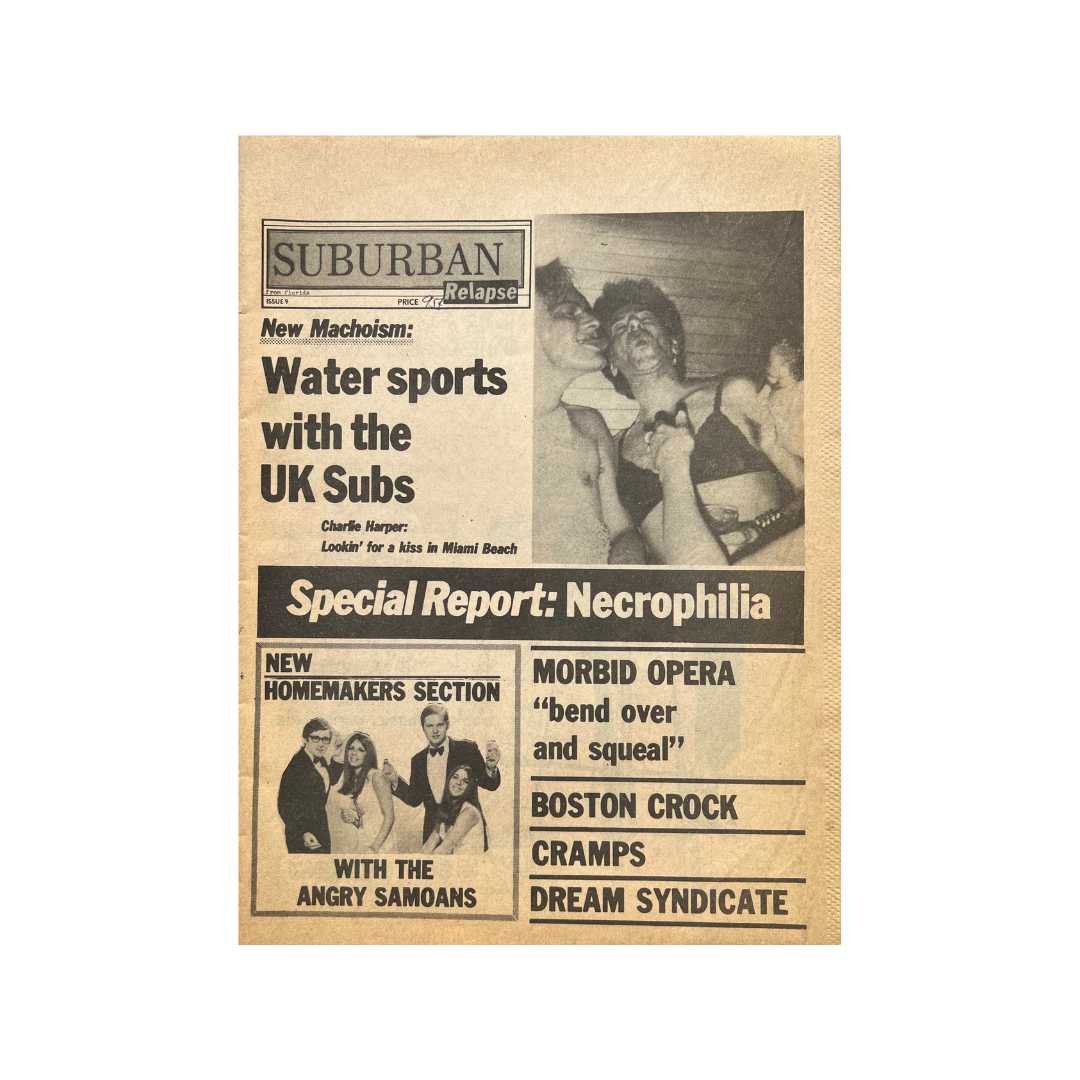 SUBURBAN
Relapse
From Florida
ISSUE 9
PRICE 95¢
New Machoism:
Water sports
with the
UK Subs
Charlie Harper:
Lookin' for a kiss in Miami Beach
Special Report: Necrophilia
NEW
HOMEMAKERS SECTION
WITH THE
ANGRY SAMOANS
MORBID OPERA
“bend over
and squeal”
BOSTON CROCK
CRAMPS
DREAM SYNDICATE